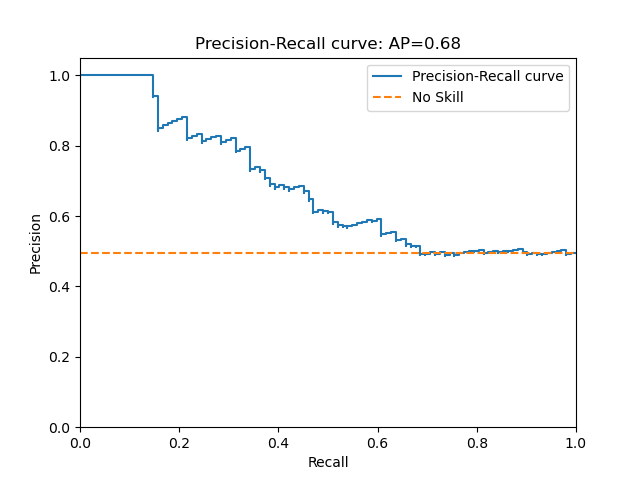 Precision-Recall curve: AP=0.68
Precision-Recall curve
No Skill
Precision
1.0
0.8
0.6
0.4
0.2
0.0
0.0 0.2 0.4 0.6 0.8 1.0
Recall